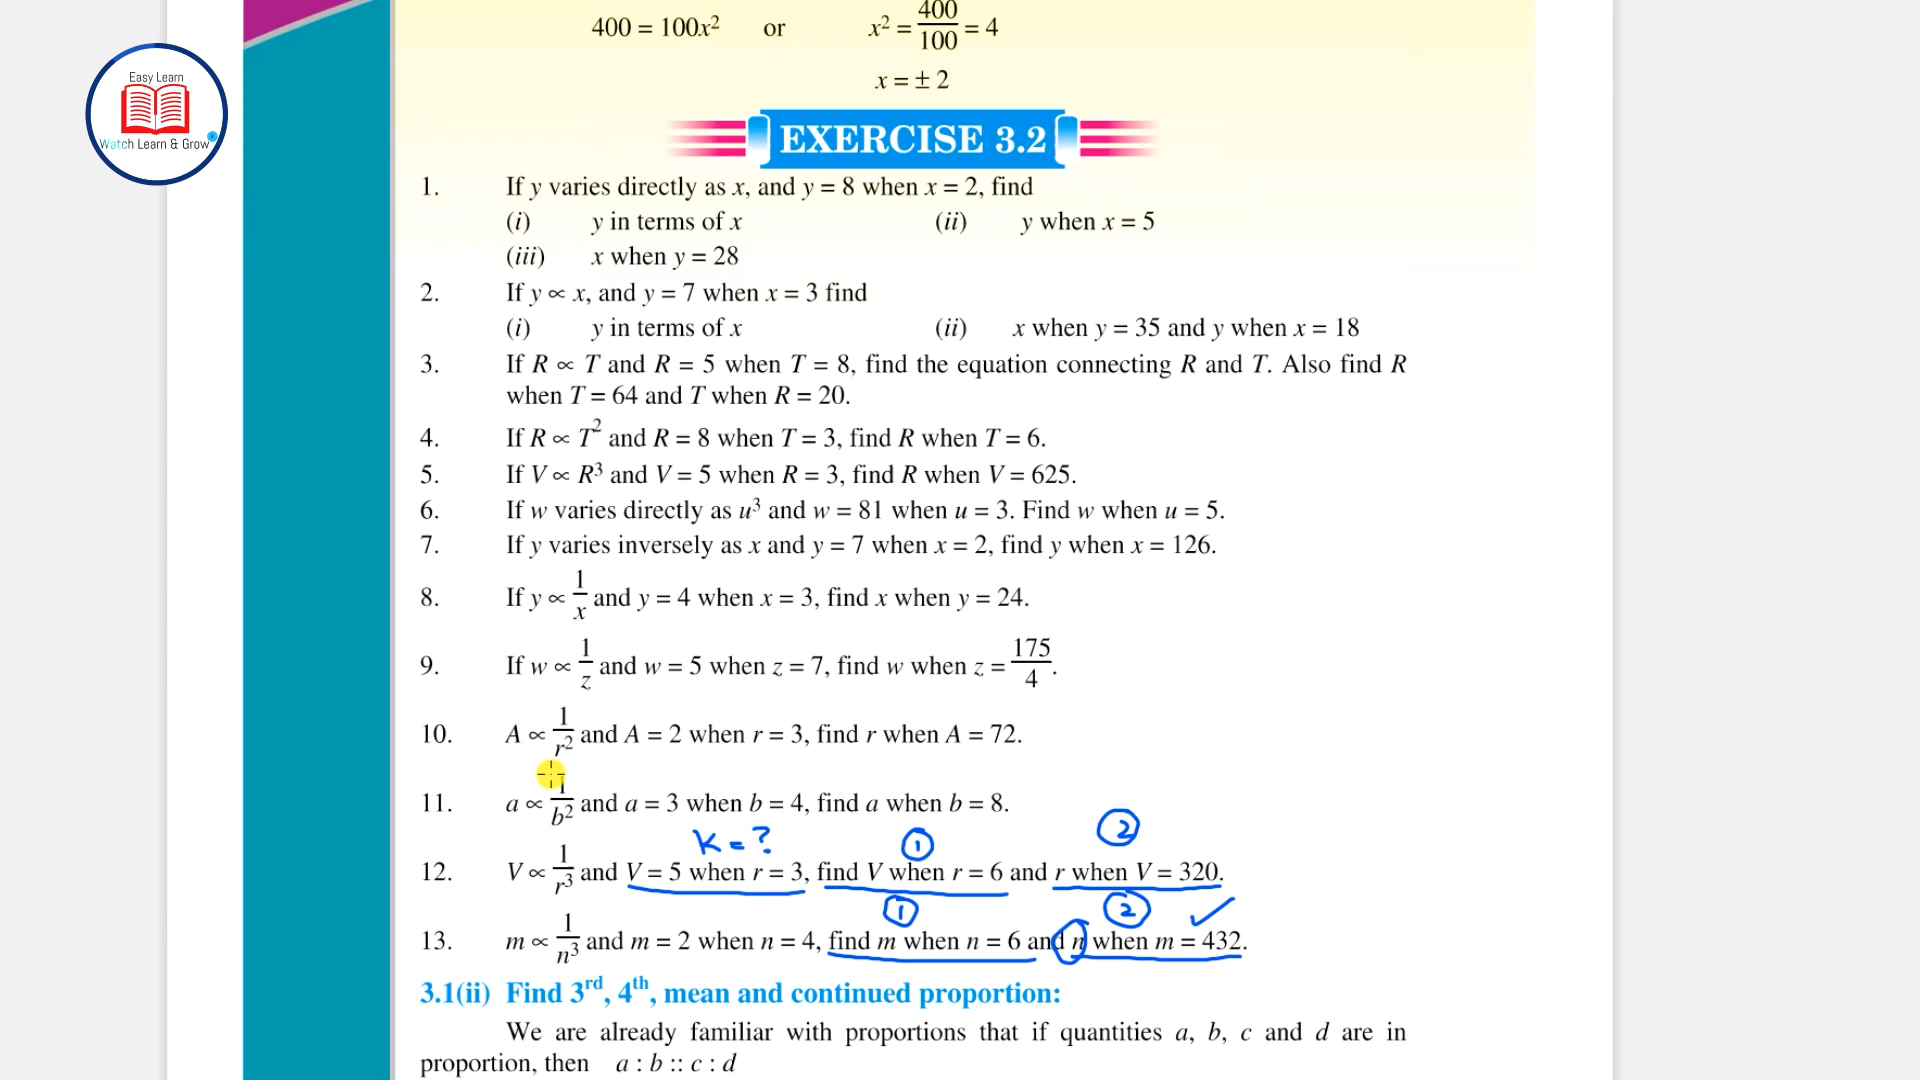 400 = 100x² or x² = 400/100 = 4
x = ± 2
Easy Learn
Watch Learn & Grow
EXERCISE 3.2
1. If y varies directly as x, and y = 8 when x = 2, find
(i) y in terms of x (ii) y when x = 5
(iii) x when y = 28
2. If y ∝ x, and y = 7 when x = 3 find
(i) y in terms of x (ii) x when y = 35 and y when x = 18
3. If R ∝ T and R = 5 when T = 8, find the equation connecting R and T. Also find R
when T = 64 and T when R = 20.
4. If R ∝ T² and R = 8 when T = 3, find R when T = 6.
5. If V ∝ R³ and V = 5 when R = 3, find R when V = 625.
6. If w varies directly as u³ and w = 81 when u = 3. Find w when u = 5.
7. If y varies inversely as x and y = 7 when x = 2, find y when x = 126.
8. If y ∝ 1/x and y = 4 when x = 3, find x when y = 24.
9. If w ∝ 1/z and w = 5 when z = 7, find w when z = 175/4.
10. A ∝ 1/r² and A = 2 when r = 3, find r when A = 72.
11. a ∝ 1/b² and a = 3 when b = 4, find a when b = 8.
K = ? 1 2
12. V ∝ 1/r³ and V = 5 when r = 3, find V when r = 6 and r when V = 320.
1 2
13. m ∝ 1/n³ and m = 2 when n = 4, find m when n = 6 and n when m = 432.
3.1(ii) Find 3rd, 4th, mean and continued proportion:
We are already familiar with proportions that if quantities a, b, c and d are in
proportion, then a : b :: c : d